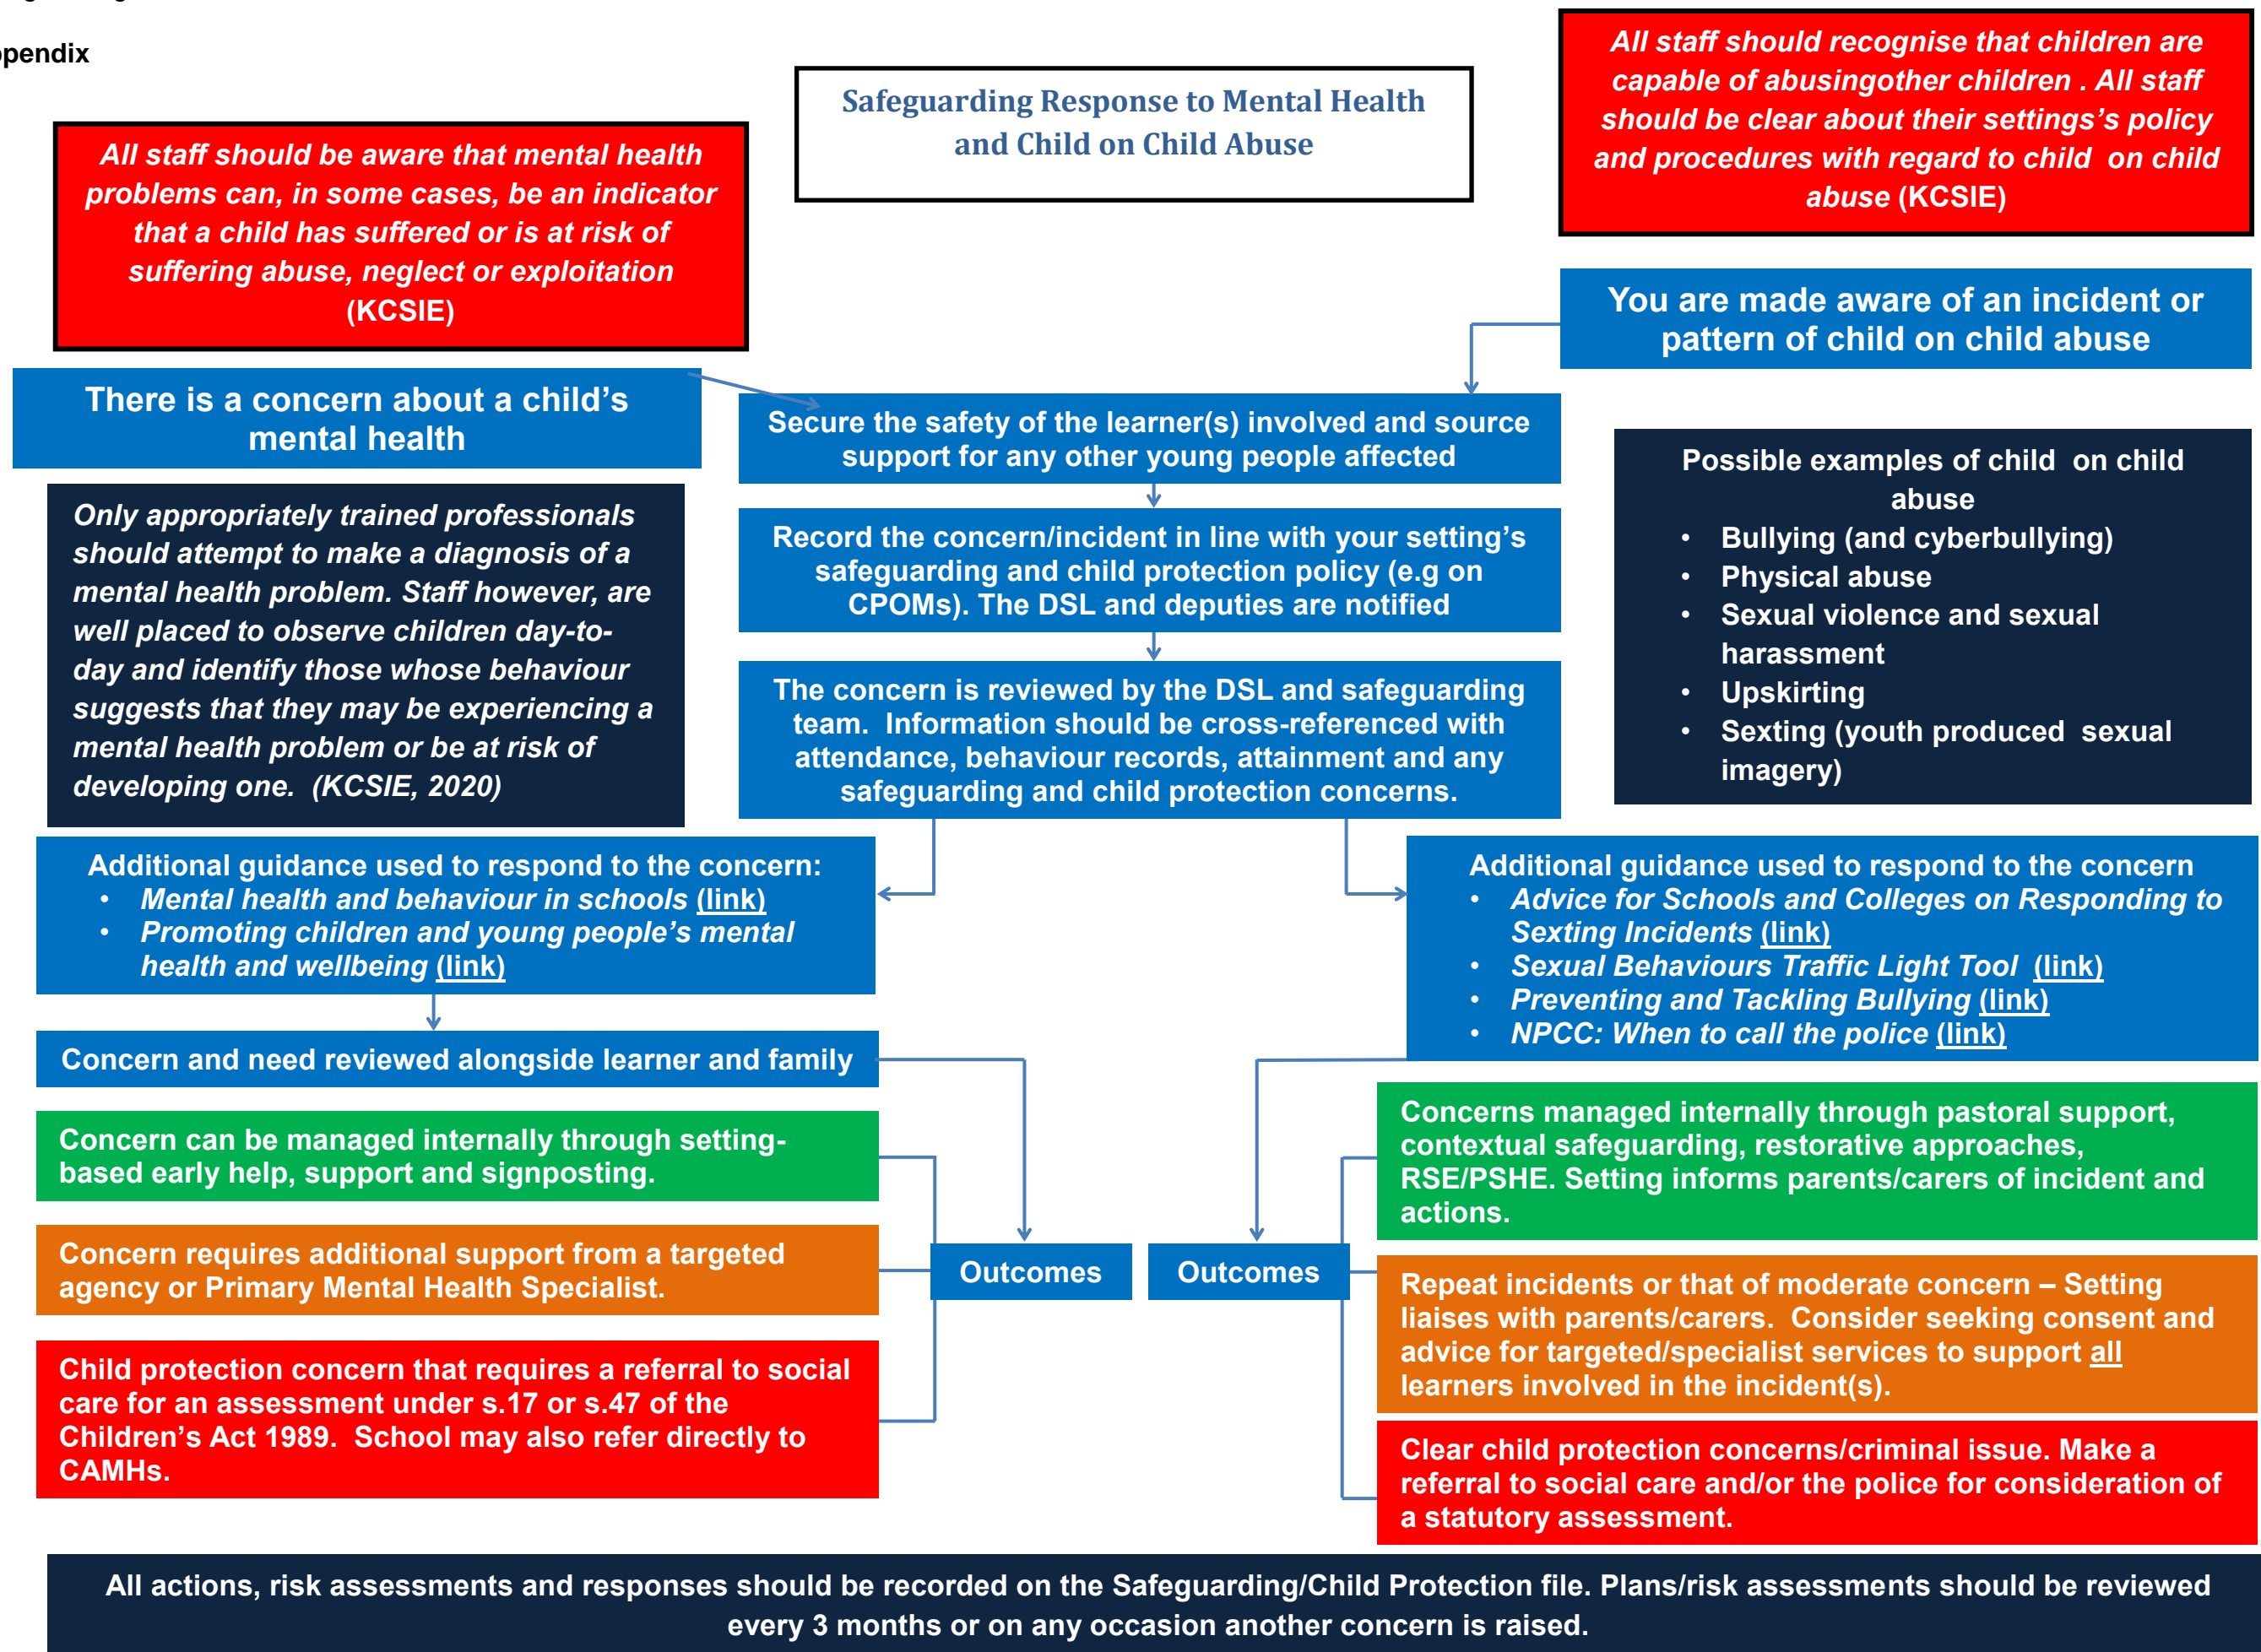 ppendix
Safeguarding Response to Mental Health
and Child on Child Abuse
All staff should be aware that mental health
problems can, in some cases, be an indicator
that a child has suffered or is at risk of
suffering abuse, neglect or exploitation
(KCSIE)
All staff should recognise that children are
capable of abusingother children . All staff
should be clear about their settings’s policy
and procedures with regard to child  on child
abuse (KCSIE)
You are made aware of an incident or
pattern of child on child abuse
There is a concern about a child’s
mental health
Secure the safety of the learner(s) involved and source
support for any other young people affected
Only appropriately trained professionals
should attempt to make a diagnosis of a
mental health problem. Staff however, are
well placed to observe children day-to-
day and identify those whose behaviour
suggests that they may be experiencing a
mental health problem or be at risk of
developing one.  (KCSIE, 2020)
Record the concern/incident in line with your setting’s
safeguarding and child protection policy (e.g on
CPOMs). The DSL and deputies are notified
The concern is reviewed by the DSL and safeguarding
team.  Information should be cross-referenced with
attendance, behaviour records, attainment and any
safeguarding and child protection concerns.
Possible examples of child  on child
abuse
• Bullying (and cyberbullying)
• Physical abuse
• Sexual violence and sexual
harassment
• Upskirting
• Sexting (youth produced  sexual
imagery)
Additional guidance used to respond to the concern:
• Mental health and behaviour in schools (link)
• Promoting children and young people’s mental
health and wellbeing (link)
Additional guidance used to respond to the concern
• Advice for Schools and Colleges on Responding to
Sexting Incidents (link)
• Sexual Behaviours Traffic Light Tool  (link)
• Preventing and Tackling Bullying (link)
• NPCC: When to call the police (link)
Concern and need reviewed alongside learner and family
Concern can be managed internally through setting-
based early help, support and signposting.
Concern requires additional support from a targeted
agency or Primary Mental Health Specialist.
Child protection concern that requires a referral to social
care for an assessment under s.17 or s.47 of the
Children’s Act 1989.  School may also refer directly to
CAMHs.
Outcomes
Outcomes
Concerns managed internally through pastoral support,
contextual safeguarding, restorative approaches,
RSE/PSHE. Setting informs parents/carers of incident and
actions.
Repeat incidents or that of moderate concern – Setting
liaises with parents/carers.  Consider seeking consent and
advice for targeted/specialist services to support all
learners involved in the incident(s).
Clear child protection concerns/criminal issue. Make a
referral to social care and/or the police for consideration of
a statutory assessment.
All actions, risk assessments and responses should be recorded on the Safeguarding/Child Protection file. Plans/risk assessments should be reviewed
every 3 months or on any occasion another concern is raised.